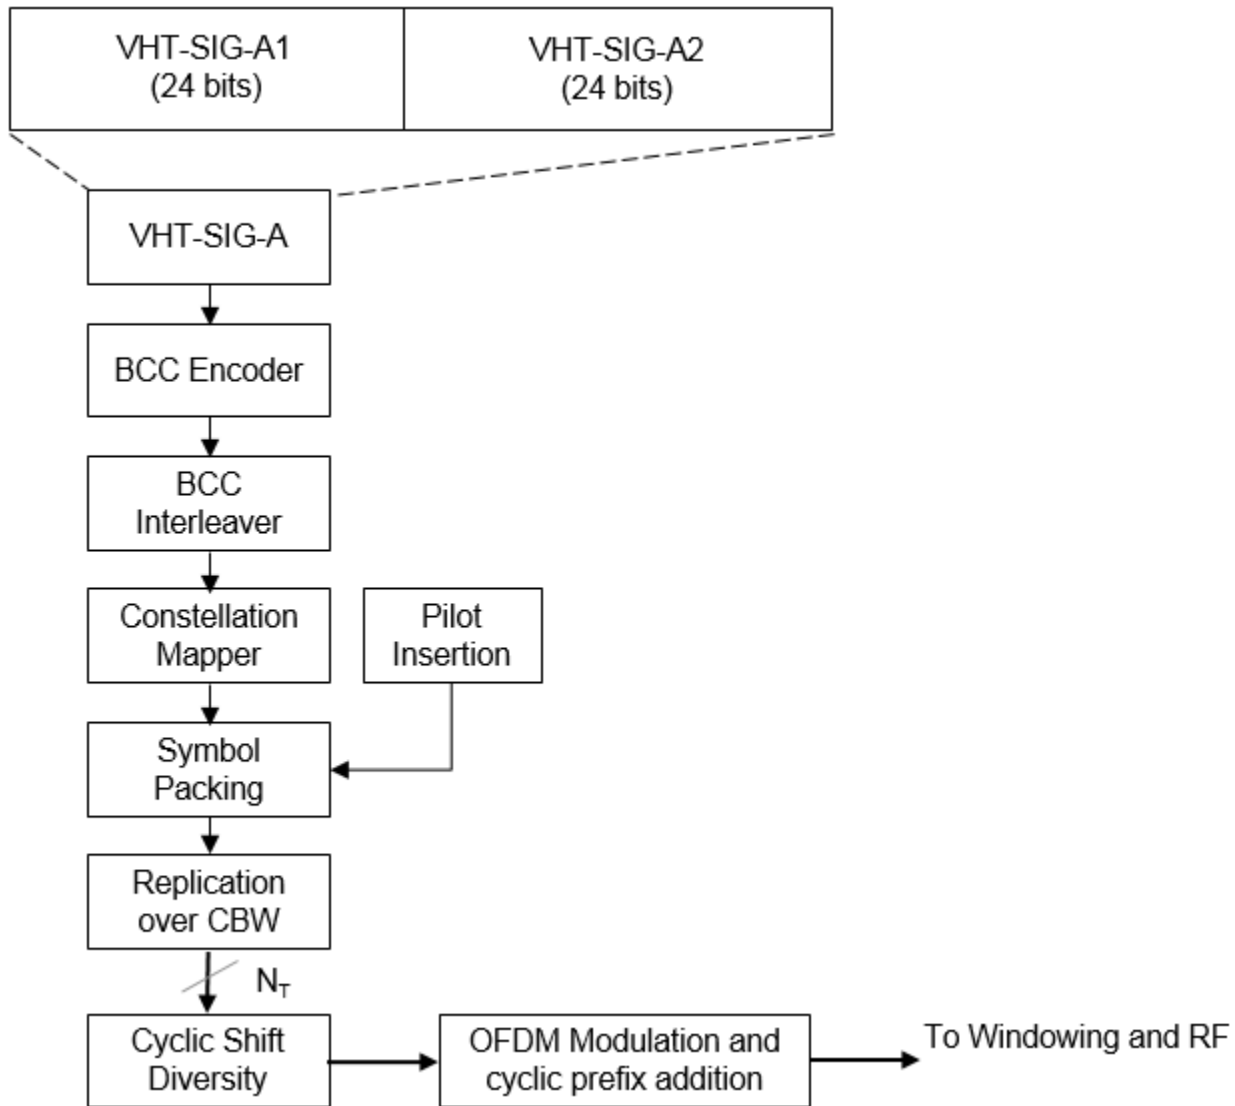 VHT-SIG-A1
(24 bits)
VHT-SIG-A2
(24 bits)
VHT-SIG-A
BCC Encoder
BCC
Interleaver
Constellation
Mapper
Pilot
Insertion
Symbol
Packing
Replication
over CBW
N_T
Cyclic Shift
Diversity
OFDM Modulation and
cyclic prefix addition
To Windowing and RF